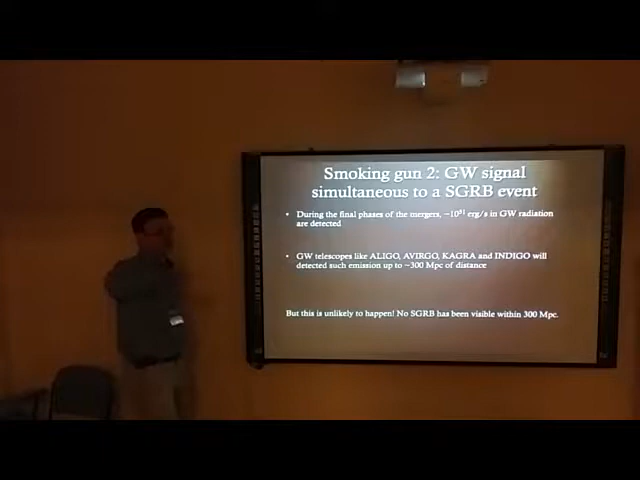 Smoking gun 2: GW signal
simultaneous to a SGRB event
• During the final phases of the mergers, ~10⁵¹ erg/s in GW radiation
are detected
• GW telescopes like ALIGO, AVIRGO, KAGRA and INDIGO will
detected such emission up to ~300 Mpc of distance
But this is unlikely to happen! No SGRB has been visible within 300 Mpc.